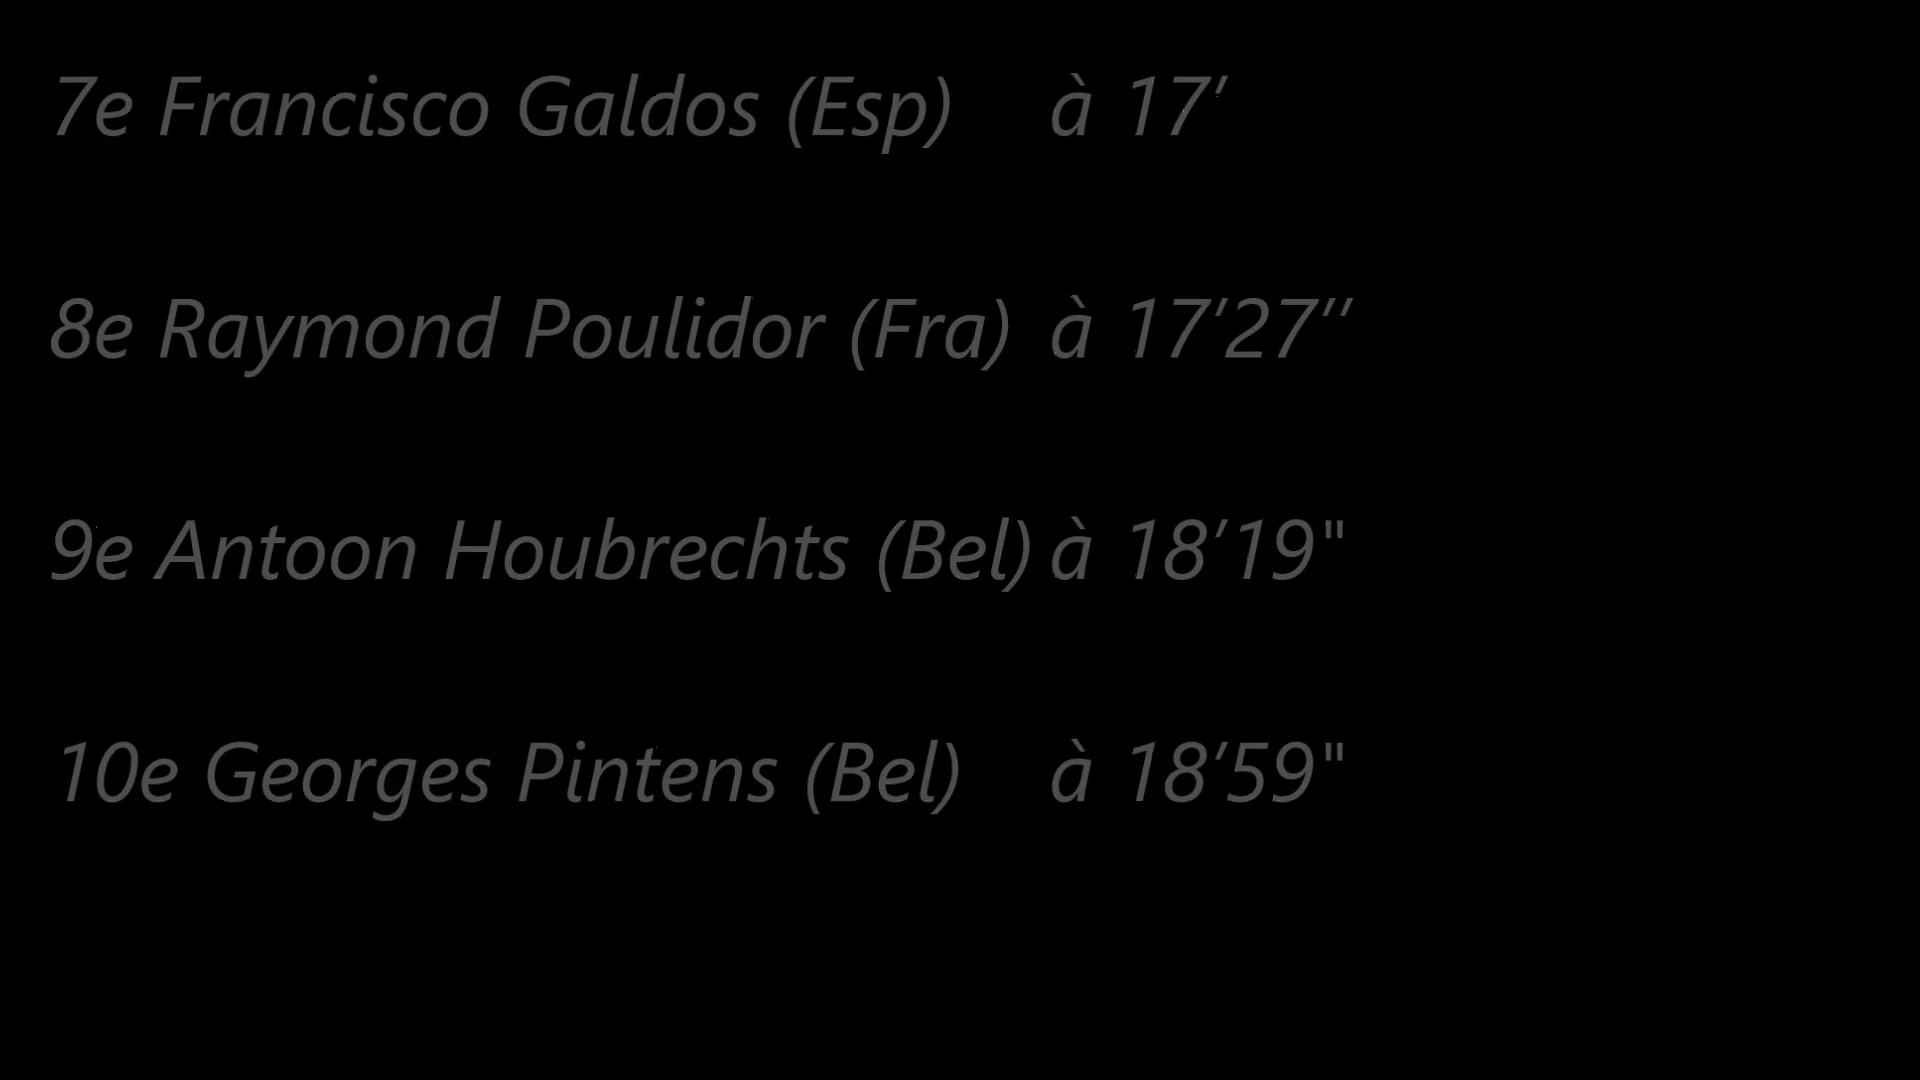 7e Francisco Galdos (Esp) à 17’
8e Raymond Poulidor (Fra) à 17’27’’
9e Antoon Houbrechts (Bel) à 18’19"
10e Georges Pintens (Bel) à 18’59"